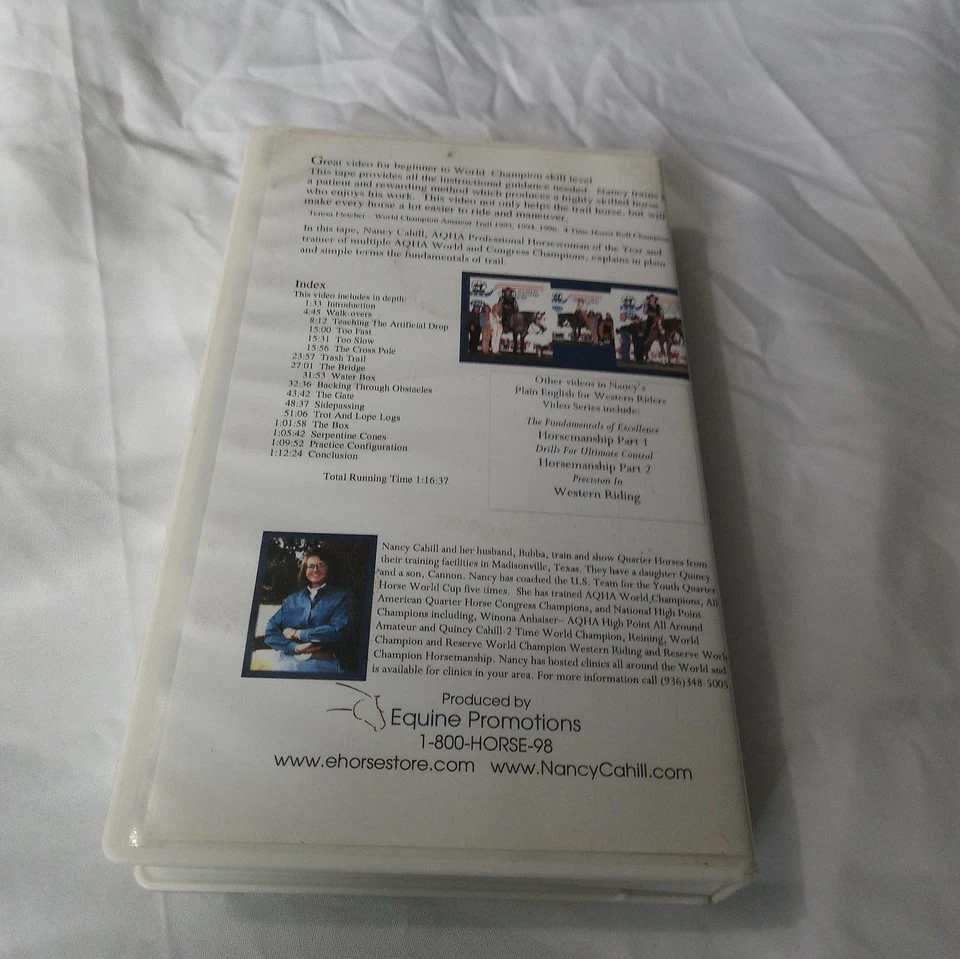 Great video for beginner to World Champion skill level.
This tape provides all the instructional guidance needed. Nancy trains
a patient and rewarding method which produces a highly skilled horse
who enjoys his work. This video not only helps the trail horse, but will
make every horse a lot easier to ride and maneuver.
Teresa Fletcher - World Champion Amateur Trail 1993, 1994, 1996. 4 Time Honor Roll Champion
In this tape, Nancy Cahill, AQHA Professional Horsewoman of the Year and
trainer of multiple AQHA World and Congress Champions, explains in plain
and simple terms the fundamentals of trail.
Index
This video includes in depth:
1:33 Introduction
4:45 Walk-overs
8:12 Teaching The Artificial Drop
15:00 Too Fast
15:31 Too Slow
15:56 The Cross Pole
23:57 Trash Trail
27:01 The Bridge
31:53 Water Box
32:36 Backing Through Obstacles
43:42 The Gate
48:37 Sidepassing
51:06 Trot And Lope Logs
1:01:58 The Box
1:05:42 Serpentine Cones
1:09:52 Practice Configuration
1:12:24 Conclusion
Total Running Time 1:16:37
Other videos in Nancy's
Plain English for Western Riders
Video Series include:
The Fundamentals of Excellence
Horsemanship Part 1
Drills For Ultimate Control
Horsemanship Part 2
Precision In
Western Riding
Nancy Cahill and her husband, Bubba, train and show Quarter Horses from
their training facilities in Madisonville, Texas. They have a daughter Quincy
and a son, Cannon. Nancy has coached the U.S. Team for the Youth Quarter
Horse World Cup five times. She has trained AQHA World Champions, All
American Quarter Horse Congress Champions, and National High Point
Champions including, Winona Anhaiser- AQHA High Point All Around
Amateur and Quincy Cahill-2 Time World Champion, Reining, World
Champion and Reserve World Champion Western Riding and Reserve World
Champion Horsemanship. Nancy has hosted clinics all around the World and
is available for clinics in your area. For more information call (936)348-5005
Produced by
Equine Promotions
1-800-HORSE-98
www.ehorsestore.com www.NancyCahill.com